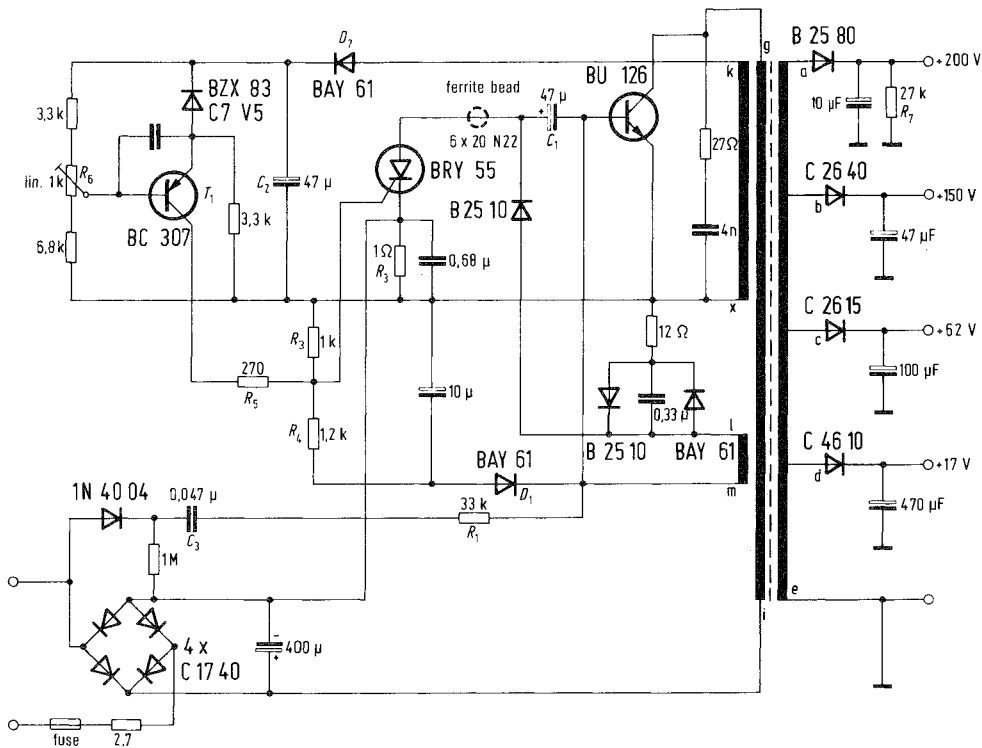 g
B 25 80
a
+200 V
D7
BAY 61
k
BU 126
BZX 83
C7 V5
3,3 k
ferrite bead
6 x 20 N22
47 µ
+
C1
10 µF
27 k
R7
27 Ω
R6
lin. 1k
T1
BC 307
C2
47 µ
3,3 k
BRY 55
B 25 10
C 26 40
b
+150 V
47 µF
4n
6,8 k
1 Ω
R3
0,68 µ
x
R3
1 k
12 Ω
C 26 15
c
+62 V
100 µF
270
R5
10 µ
0,33 µ
R4
1,2 k
l
B 25 10
BAY 61
C 46 10
d
+17 V
BAY 61
D1
m
1N 40 04
0,047 µ
C3
33 k
R1
470 µF
1 M
e
i
4 x
C 17 40
−
+
400 µ
fuse
2,7